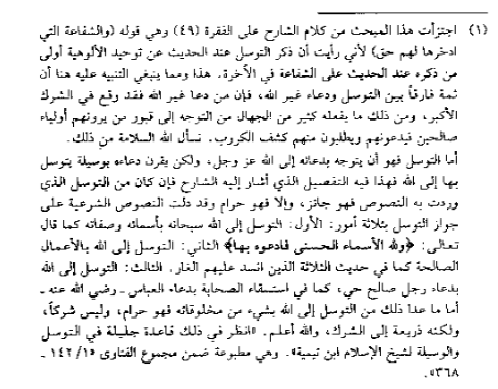 (١) اجتزأت هذا المبحث من كلام الشارح على الفقرة (٤٩) وهي قوله (والشفاعة التي
ادخرها لهم حق) لأني رأيت أن ذكر التوسل عند الحديث عن توحيد الألوهية أولى
من ذكره عند الحديث على الشفاعة في الآخرة. هذا ومما ينبغي التنبيه عليه هنا أن
ثمة فارقاً بين التوسل ودعاء غير الله، فإن من دعا غير الله فقد وقع في الشرك
الأكبر، ومن ذلك ما يفعله كثير من الجهال من التوجه إلى قبور من يرونهم أولياء
صالحين فيدعونهم ويطلبون منهم كشف الكروب. نسأل الله السلامة من ذلك.
أما التوسل فهو أن يتوجه بدعائه إلى الله عز وجل، ولكن يقرن دعاءه بوسيلة يتوسل
بها إلى الله فهذا فيه التفصيل الذي أشار إليه الشارح فإن كان من التوسل الذي
وردت به النصوص فهو جائز، وإلا فهو حرام وقد دلت النصوص الشرعية على
جواز التوسل بثلاثة أمور: الأول: التوسل إلى الله سبحانه بأسمائه وصفاته كما قال
تعالى: ﴿ولله الأسماء الحسنى فادعوه بها﴾ الثاني: التوسل إلى الله بالأعمال
الصالحة كما في حديث الثلاثة الذين انسد عليهم الغار. الثالث: التوسل إلى الله
بدعاء رجل صالح حي، كما في استسقاء الصحابة بدعاء العباس ـ رضي الله عنه ـ
أما ما عدا ذلك من التوسل إلى الله بشيء من مخلوقاته فهو حرام، وليس شركاً،
ولكنه ذريعة إلى الشرك، والله أعلم. «انظر في ذلك قاعدة جليلة في التوسل
والوسيلة لشيخ الإسلام ابن تيمية». وهي مطبوعة ضمن مجموع الفتاوى «١/ ١٤٢ ـ
٣٦٨».